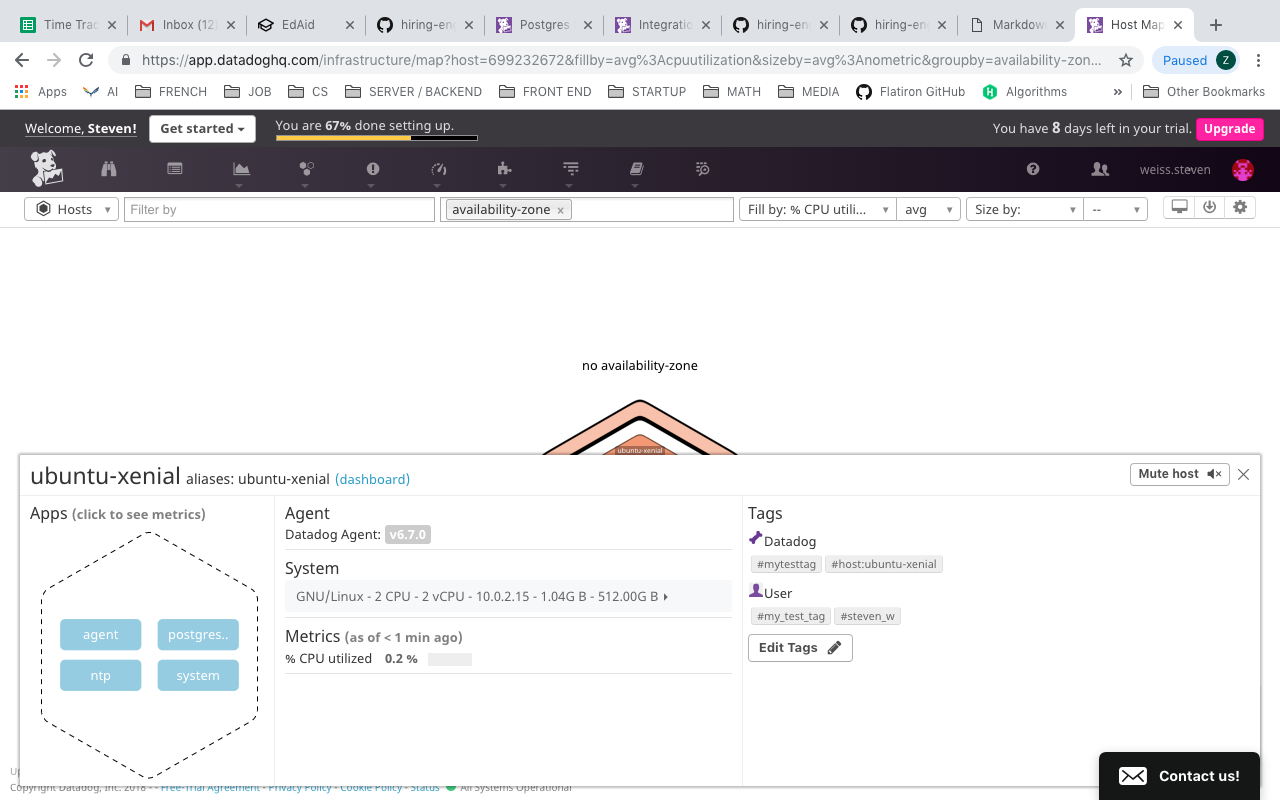 Time Trac
Inbox (12)
EdAid
hiring-en
Postgres
Integratio
hiring-en
hiring-en
Markdow
Host Map
https://app.datadoghq.com/infrastructure/map?host=699232672&fillby=avg%3Acpuutilization&sizeby=avg%3Anometric&groupby=availability-zon...
Paused
Z
Apps
AI
FRENCH
JOB
CS
SERVER / BACKEND
FRONT END
STARTUP
MATH
MEDIA
Flatiron GitHub
Algorithms
»
Other Bookmarks
Welcome, Steven!
Get started
You are 67% done setting up.
You have 8 days left in your trial.
Upgrade
weiss.steven
Hosts
Filter by
availability-zone ×
Fill by: % CPU utili...
avg
Size by:
--
no availability-zone
ubuntu-xenial
ubuntu-xenial aliases: ubuntu-xenial (dashboard)
Mute host
Apps (click to see metrics)
agent
postgres..
ntp
system
Agent
Datadog Agent: v6.7.0
System
GNU/Linux - 2 CPU - 2 vCPU - 10.0.2.15 - 1.04G B - 512.00G B
Metrics (as of < 1 min ago)
% CPU utilized 0.2 %
Tags
Datadog
#mytesttag #host:ubuntu-xenial
User
#my_test_tag #steven_w
Edit Tags
Copyright Datadog, Inc. 2018 - - Free-Trial Agreement - Privacy Policy - Cookie Policy - Status All Systems Operational
Contact us!